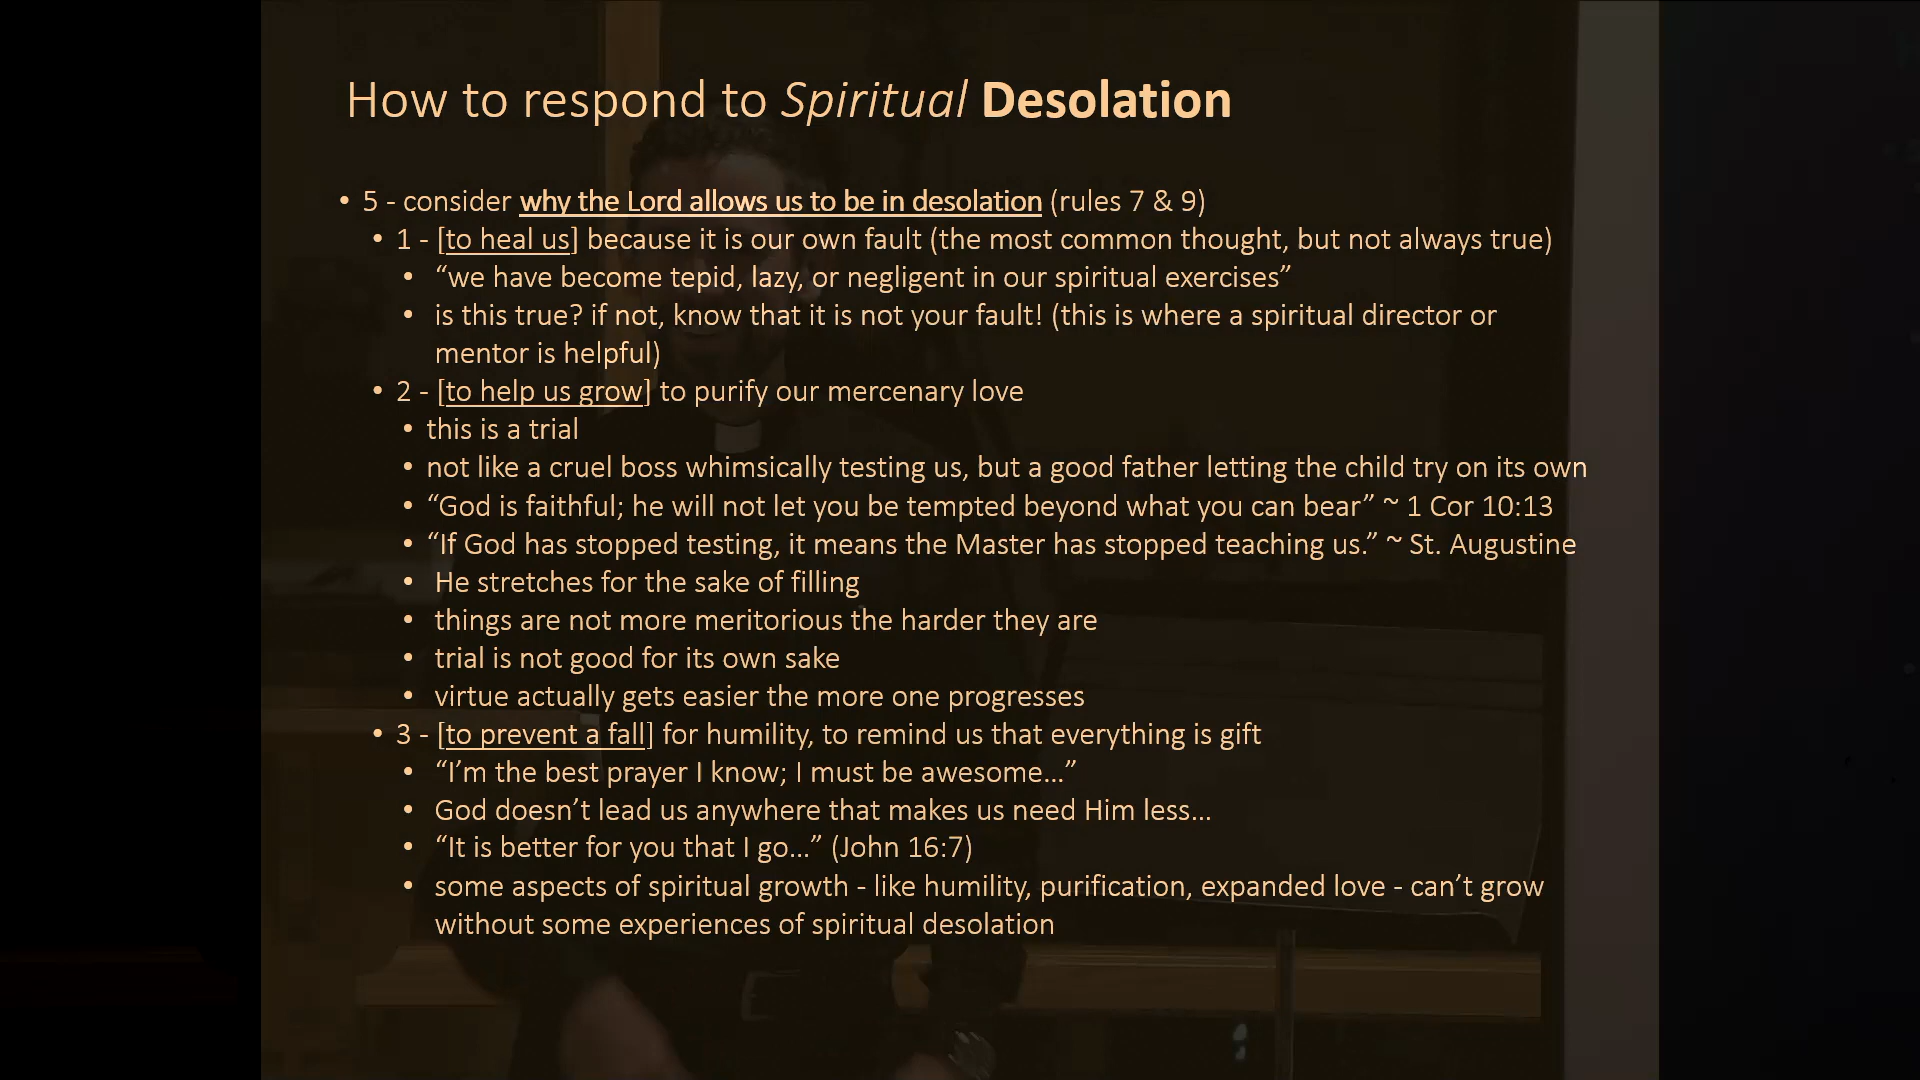 How to respond to Spiritual Desolation
• 5 - consider why the Lord allows us to be in desolation (rules 7 & 9)
• 1 - [to heal us] because it is our own fault (the most common thought, but not always true)
• “we have become tepid, lazy, or negligent in our spiritual exercises”
• is this true? if not, know that it is not your fault! (this is where a spiritual director or
mentor is helpful)
• 2 - [to help us grow] to purify our mercenary love
• this is a trial
• not like a cruel boss whimsically testing us, but a good father letting the child try on its own
• “God is faithful; he will not let you be tempted beyond what you can bear” ~ 1 Cor 10:13
• “If God has stopped testing, it means the Master has stopped teaching us.” ~ St. Augustine
• He stretches for the sake of filling
• things are not more meritorious the harder they are
• trial is not good for its own sake
• virtue actually gets easier the more one progresses
• 3 - [to prevent a fall] for humility, to remind us that everything is gift
• “I’m the best prayer I know; I must be awesome…”
• God doesn’t lead us anywhere that makes us need Him less…
• “It is better for you that I go…” (John 16:7)
• some aspects of spiritual growth - like humility, purification, expanded love - can’t grow
without some experiences of spiritual desolation